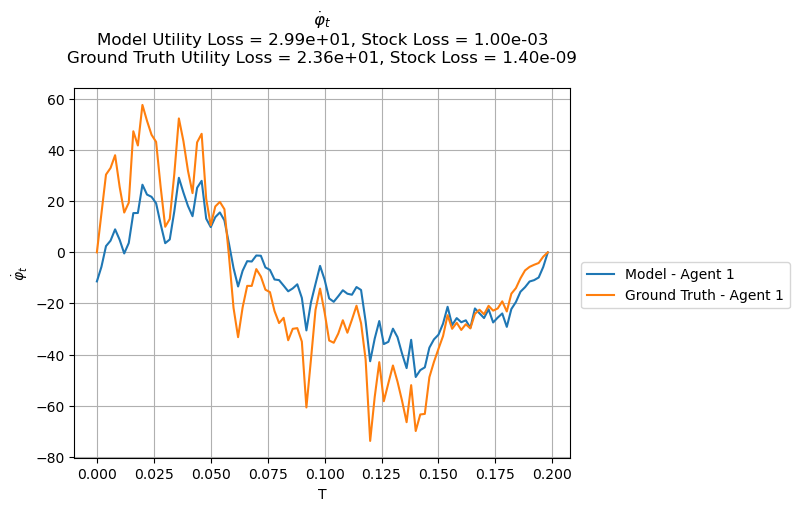 φ̇ₜ
Model Utility Loss = 2.99e+01, Stock Loss = 1.00e-03
Ground Truth Utility Loss = 2.36e+01, Stock Loss = 1.40e-09
60
40
20
0
−20
−40
−60
−80
φ̇ₜ
0.000
0.025
0.050
0.075
0.100
0.125
0.150
0.175
0.200
T
Model - Agent 1
Ground Truth - Agent 1